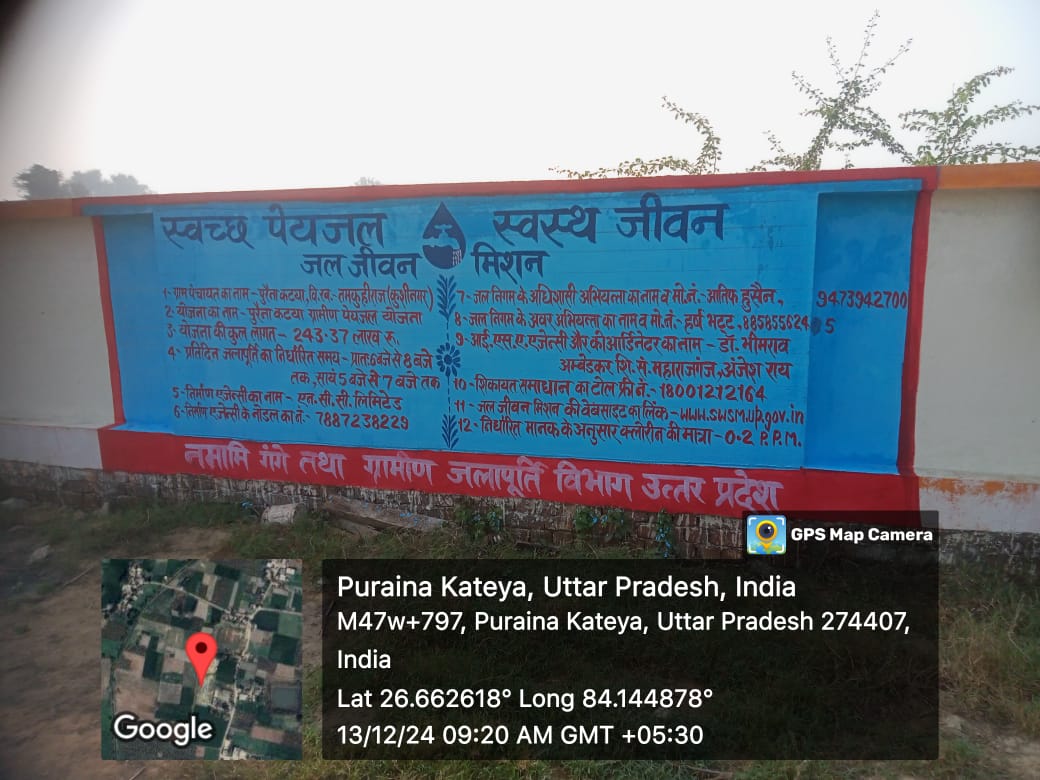 स्वच्छ पेयजल स्वस्थ जीवन
जल जीवन मिशन
1- ग्राम पंचायत का नाम - पुरैना कटया, वि.ख.- तमकुहीराज (कुशीनगर)
2- योजना का नाम - पुरैना कटया ग्रामीण पेयजल योजना
3- योजना की कुल लागत - 243.37 लाख रु.
4- प्रतिदिन जलापूर्ति का निर्धारित समय - प्रातः 6 बजे से 8 बजे
तक, सायं 5 बजे से 7 बजे तक
5- निर्माण एजेन्सी का नाम - एन.सी.सी. लिमिटेड
6- निर्माण एजेन्सी के नोडल का नं- 7887238229
7- जल निगम के अधिशासी अभियन्ता का नाम व मो.नं.- आतिफ हुसैन, 9473942700
8- जल निगम के अवर अभियन्ता का नाम व मो.नं- हर्ष भट्ट,
9- आई.एस.ए. एजेन्सी और कोआर्डिनेटर का नाम - डॉ. भीमराव
अम्बेडकर शि.सं. महाराजगंज, अंजेश राय
10- शिकायत समाधान का टोल फ्री नं.- 18001212164
11- जल जीवन मिशन की वेबसाइट का लिंक - www.swsm.up.gov.in
12- निर्धारित मानक के अनुसार क्लोरीन की मात्रा - 0.2 P.P.M.
नमामि गंगे तथा ग्रामीण जलापूर्ति विभाग उत्तर प्रदेश
GPS Map Camera
Puraina Kateya, Uttar Pradesh, India
M47w+797, Puraina Kateya, Uttar Pradesh 274407,
India
Lat 26.662618° Long 84.144878°
13/12/24 09:20 AM GMT +05:30
Google